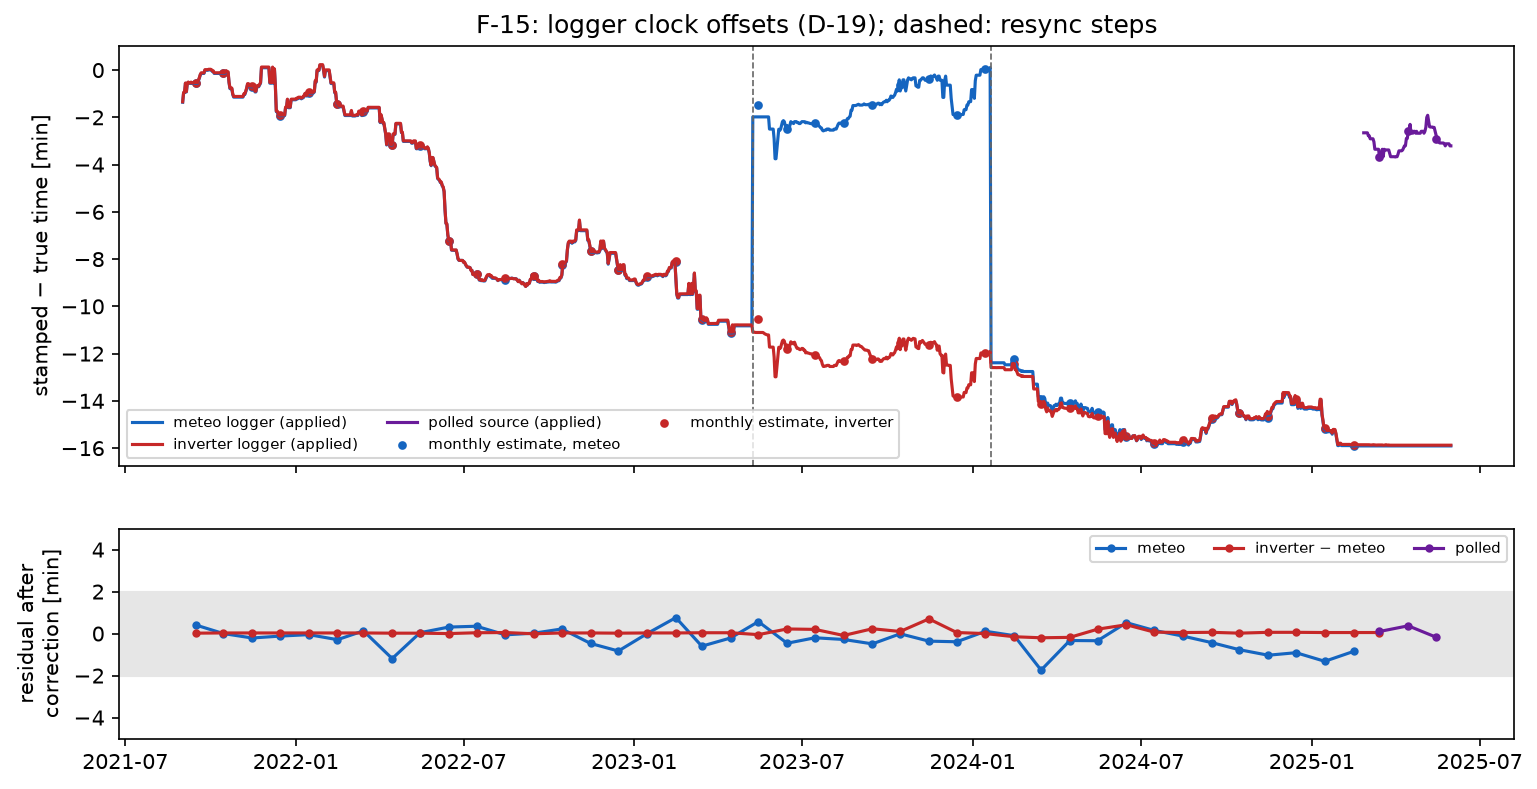 F-15: logger clock offsets (D-19); dashed: resync steps
stamped − true time [min]
0
−2
−4
−6
−8
−10
−12
−14
−16
meteo logger (applied)
inverter logger (applied)
polled source (applied)
monthly estimate, meteo
monthly estimate, inverter
residual after
correction [min]
4
2
0
−2
−4
meteo
inverter − meteo
polled
2021-07
2022-01
2022-07
2023-01
2023-07
2024-01
2024-07
2025-01
2025-07